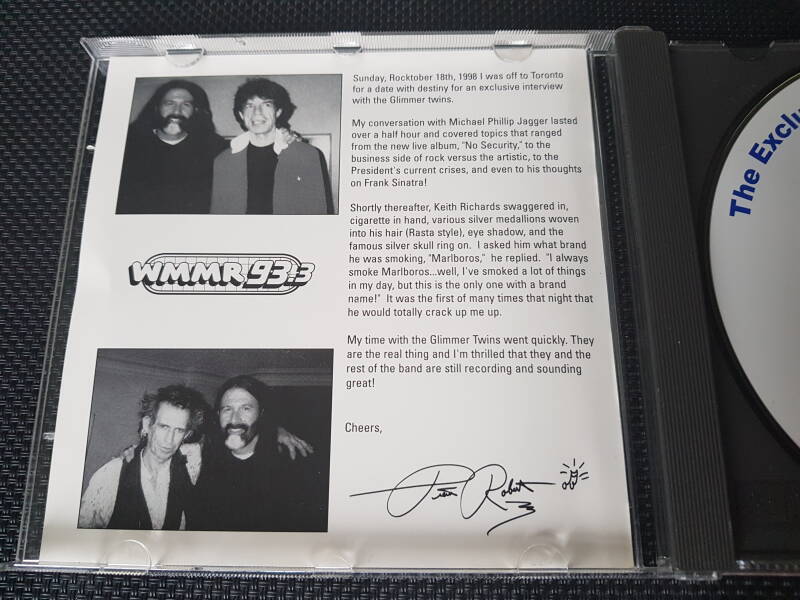 Sunday, Rocktober 18th, 1998 I was off to Toronto
for a date with destiny for an exclusive interview
with the Glimmer twins.
My conversation with Michael Phillip Jagger lasted
over a half hour and covered topics that ranged
from the new live album, "No Security," to the
business side of rock versus the artistic, to the
President's current crises, and even to his thoughts
on Frank Sinatra!
Shortly thereafter, Keith Richards swaggered in,
cigarette in hand, various silver medallions woven
into his hair (Rasta style), eye shadow, and the
famous silver skull ring on. I asked him what brand
he was smoking, "Marlboros," he replied. "I always
smoke Marlboros...well, I've smoked a lot of things
in my day, but this is the only one with a brand
name!" It was the first of many times that night that
he would totally crack up me up.
My time with the Glimmer Twins went quickly. They
are the real thing and I'm thrilled that they and the
rest of the band are still recording and sounding
great!
Cheers,
WMMR 93.3
The Exclu